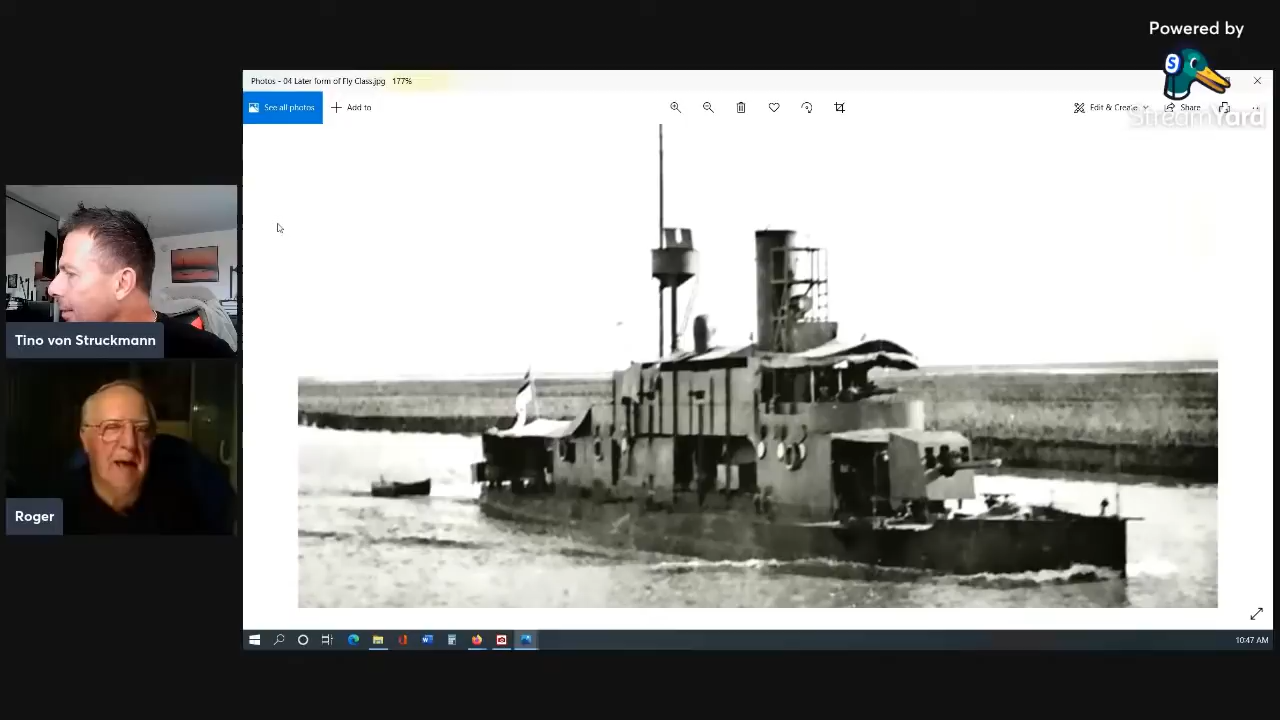 Powered by
S
StreamYard
Photos - 04 Later form of Fly Class.jpg 177%
See all photos
Add to
Edit & Create
Share
Tino von Struckmann
Roger
10:47 AM